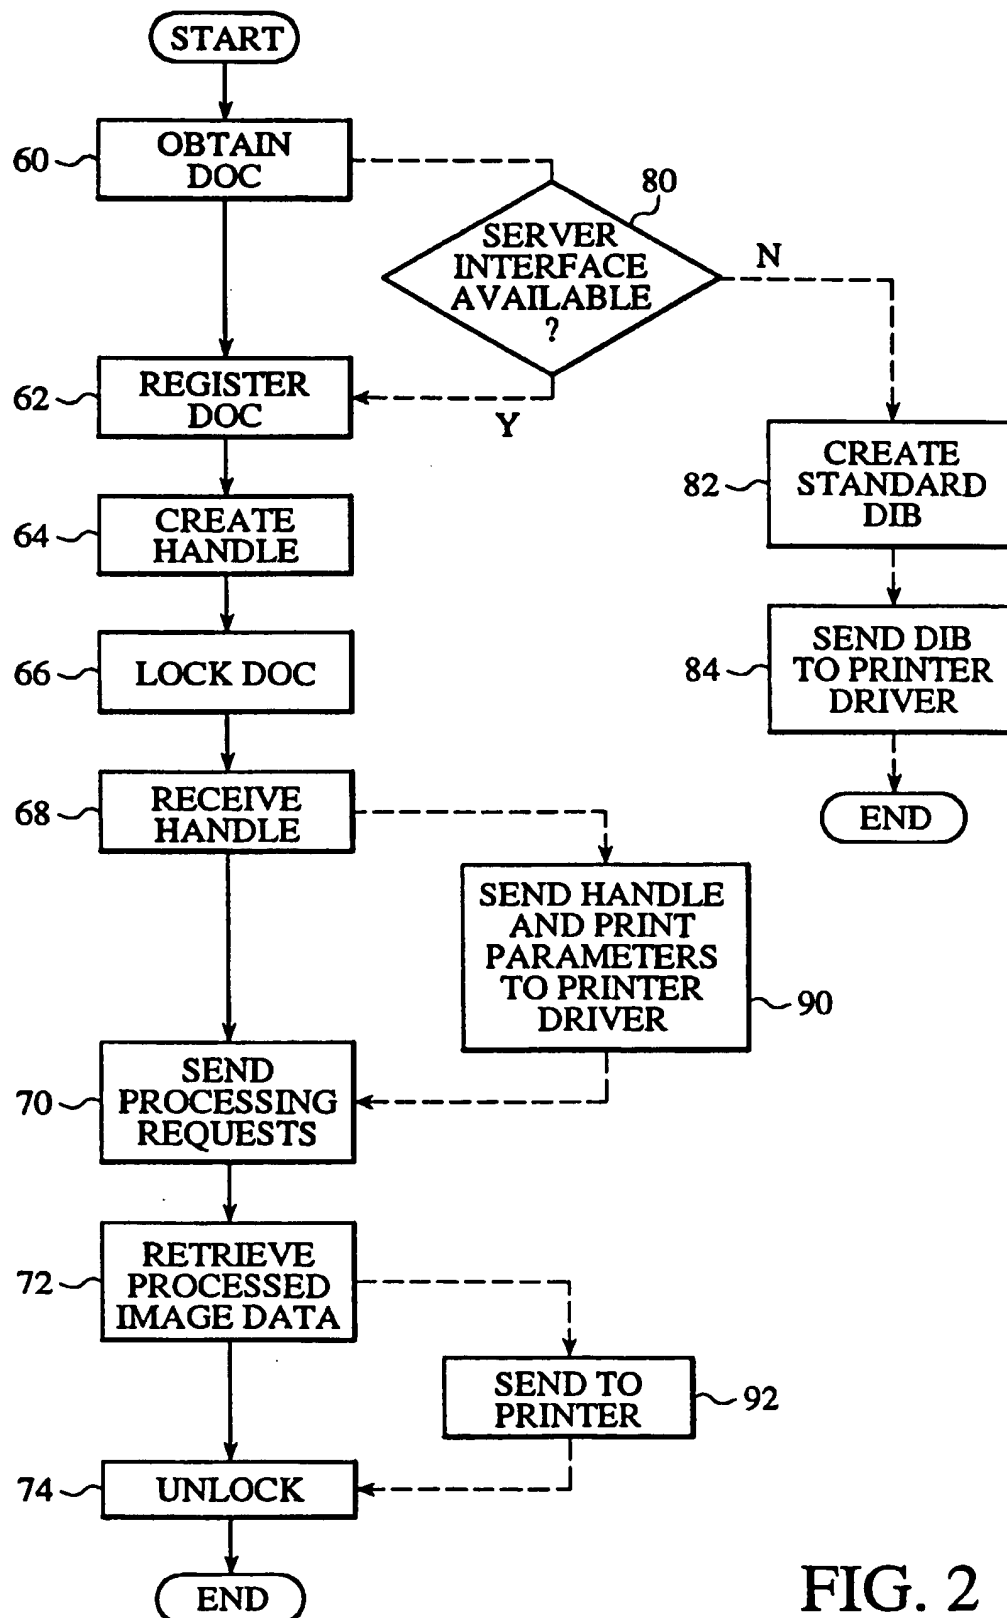 START
60
OBTAIN
DOC
80
SERVER
INTERFACE
AVAILABLE
?
N
Y
62
REGISTER
DOC
64
CREATE
HANDLE
66
LOCK DOC
68
RECEIVE
HANDLE
82
CREATE
STANDARD
DIB
84
SEND DIB
TO PRINTER
DRIVER
END
SEND HANDLE
AND PRINT
PARAMETERS
TO PRINTER
DRIVER
90
70
SEND
PROCESSING
REQUESTS
72
RETRIEVE
PROCESSED
IMAGE DATA
SEND TO
PRINTER
92
74
UNLOCK
END
FIG. 2